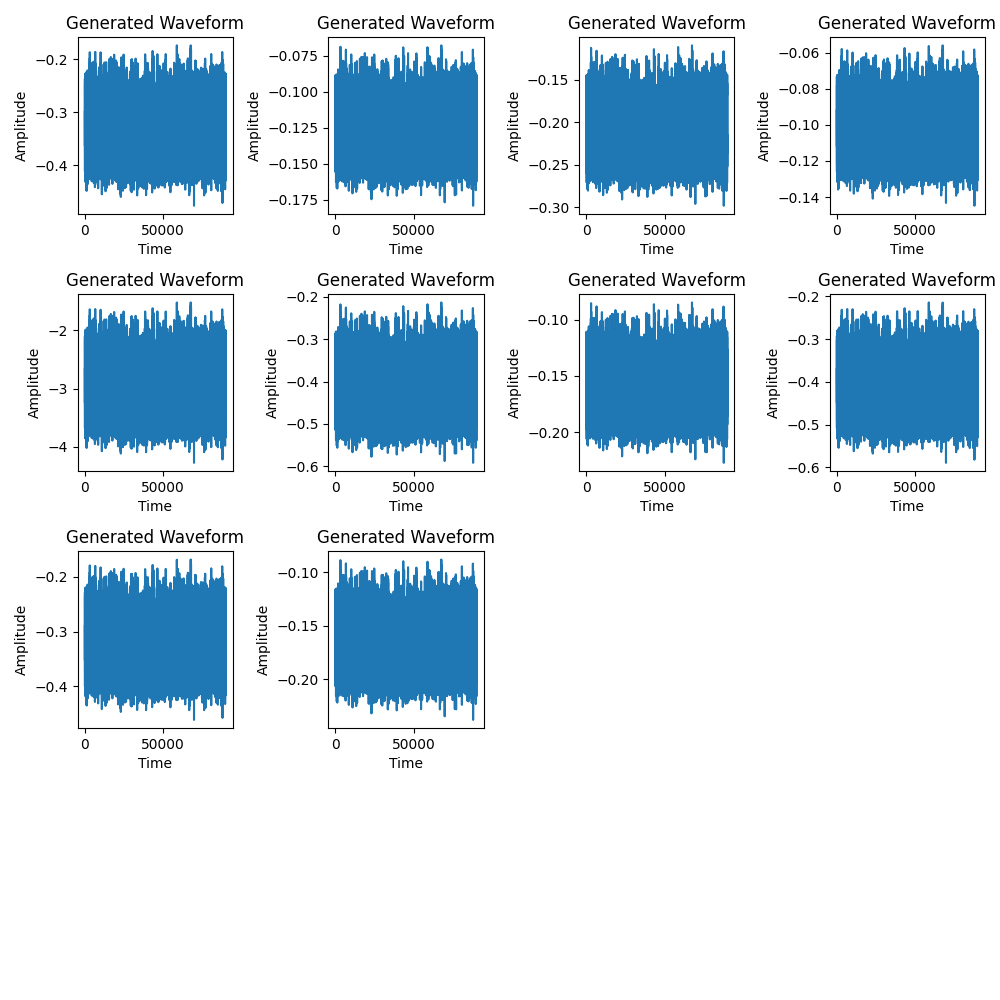 Generated Waveform Generated Waveform Generated Waveform Generated Waveform
Amplitude
−0.2
−0.3
−0.4
0 50000
Time
Amplitude
−0.075
−0.100
−0.125
−0.150
−0.175
0 50000
Time
Amplitude
−0.15
−0.20
−0.25
−0.30
0 50000
Time
Amplitude
−0.06
−0.08
−0.10
−0.12
−0.14
0 50000
Time
Generated Waveform Generated Waveform Generated Waveform Generated Waveform
Amplitude
−2
−3
−4
0 50000
Time
Amplitude
−0.2
−0.3
−0.4
−0.5
−0.6
0 50000
Time
Amplitude
−0.10
−0.15
−0.20
0 50000
Time
Amplitude
−0.2
−0.3
−0.4
−0.5
−0.6
0 50000
Time
Generated Waveform Generated Waveform
Amplitude
−0.2
−0.3
−0.4
0 50000
Time
Amplitude
−0.10
−0.15
−0.20
0 50000
Time